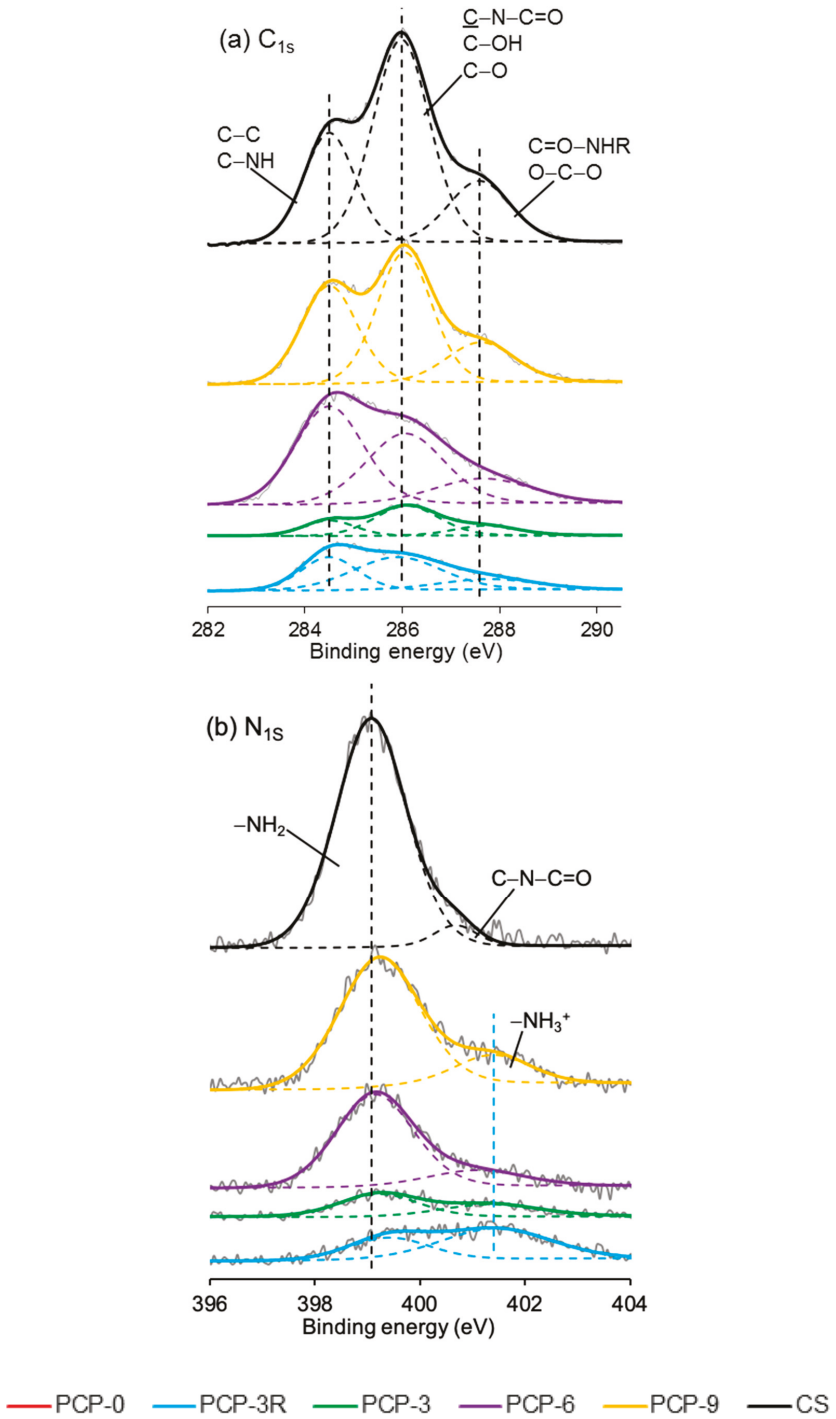 (a) C1s
C–N–C=O
C–OH
C–O
C–C
C–NH
C=O–NHR
O–C–O
282 284 286 288 290
Binding energy (eV)
(b) N1S
–NH2
C–N–C=O
–NH3+
396 398 400 402 404
Binding energy (eV)
PCP-0 PCP-3R PCP-3 PCP-6 PCP-9 CS